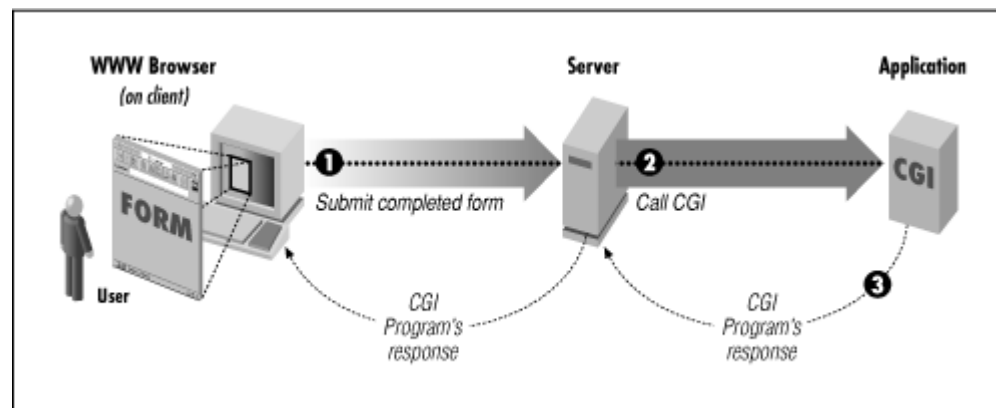 WWW Browser
(on client)
Server
Application
FORM
User
1
Submit completed form
2
Call CGI
CGI
3
CGI
Program's
response
CGI
Program's
response